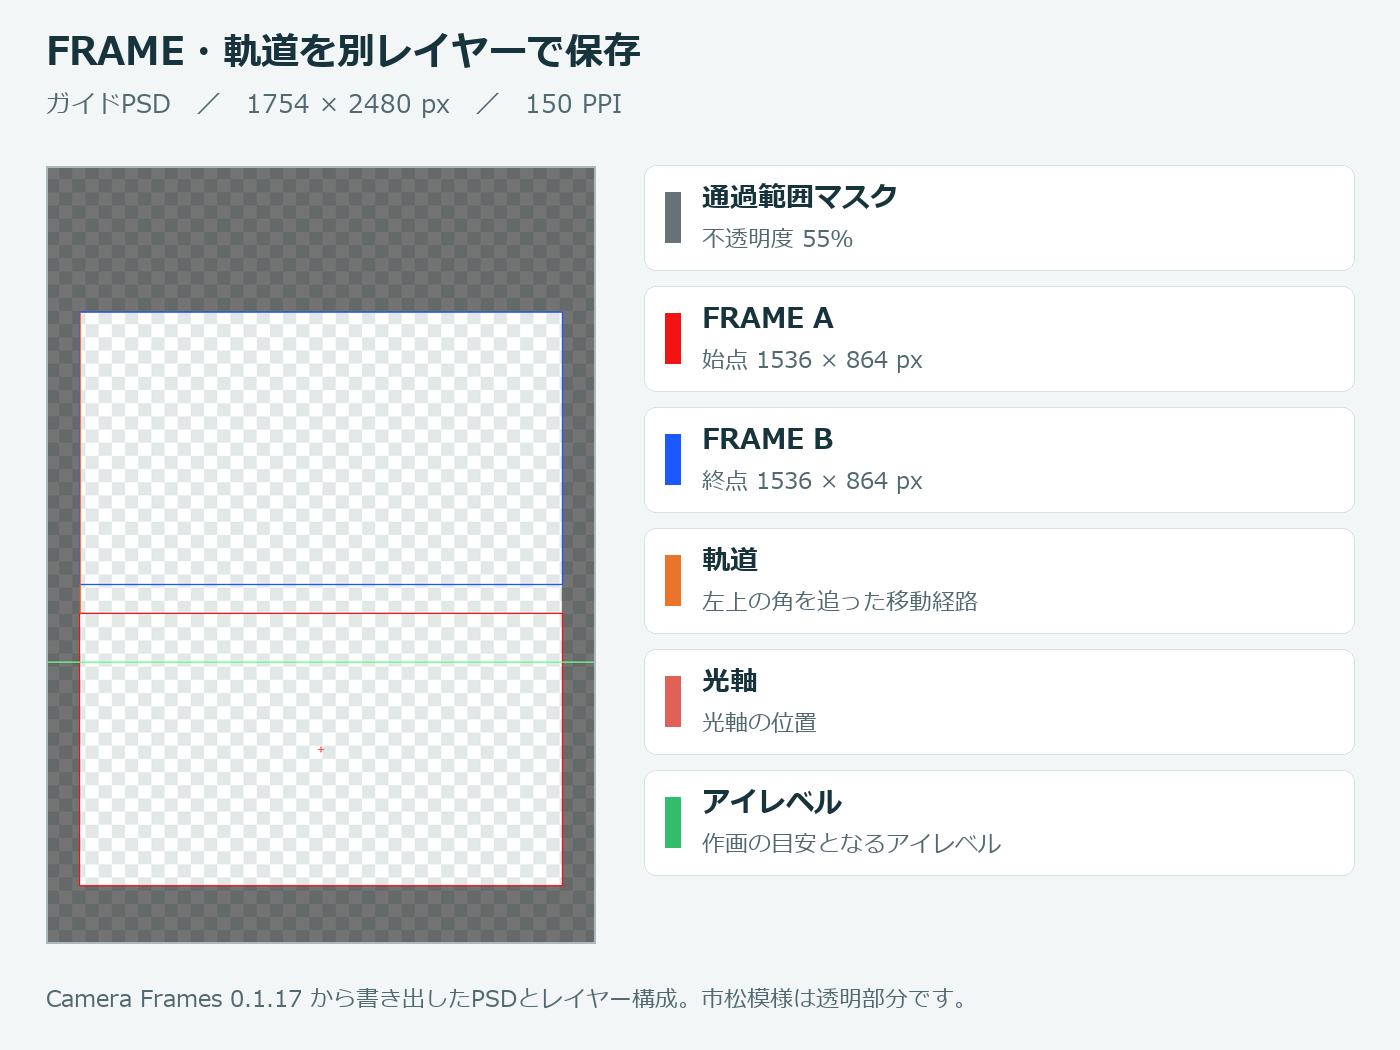 FRAME・軌道を別レイヤーで保存
ガイドPSD ／ 1754 × 2480 px ／ 150 PPI
通過範囲マスク
不透明度 55%
FRAME A
始点 1536 × 864 px
FRAME B
終点 1536 × 864 px
軌道
左上の角を追った移動経路
光軸
光軸の位置
アイレベル
作画の目安となるアイレベル
Camera Frames 0.1.17 から書き出したPSDとレイヤー構成。市松模様は透明部分です。